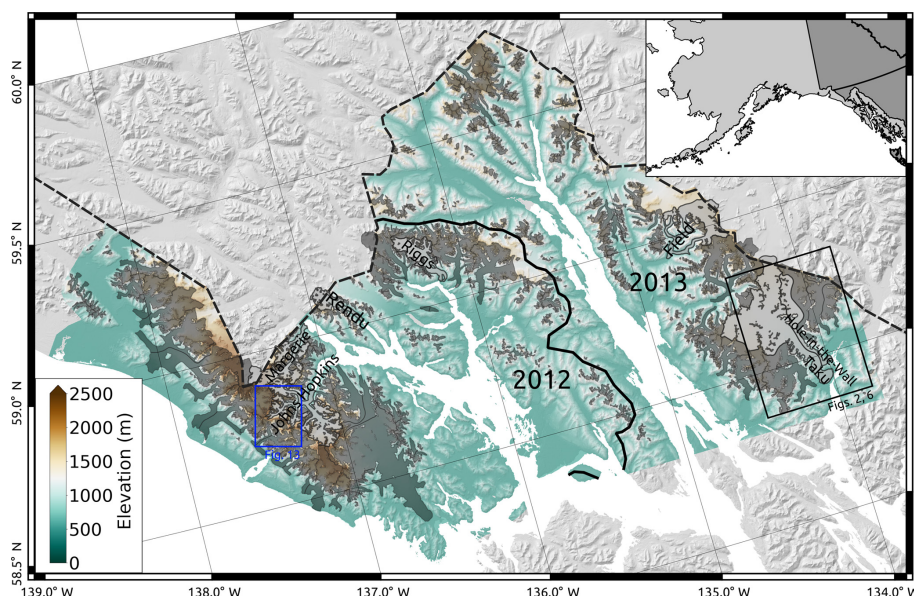 60.0° N
59.5° N
59.0° N
58.5° N
139.0° W
138.0° W
137.0° W
136.0° W
135.0° W
134.0° W
Riggs
Rendu
Margerie
Johns Hopkins
Field
2013
2012
Hole-in-the-Wall
Taku
Figs. 2, 6
Fig. 13
2500
2000
1500
1000
500
0
Elevation (m)